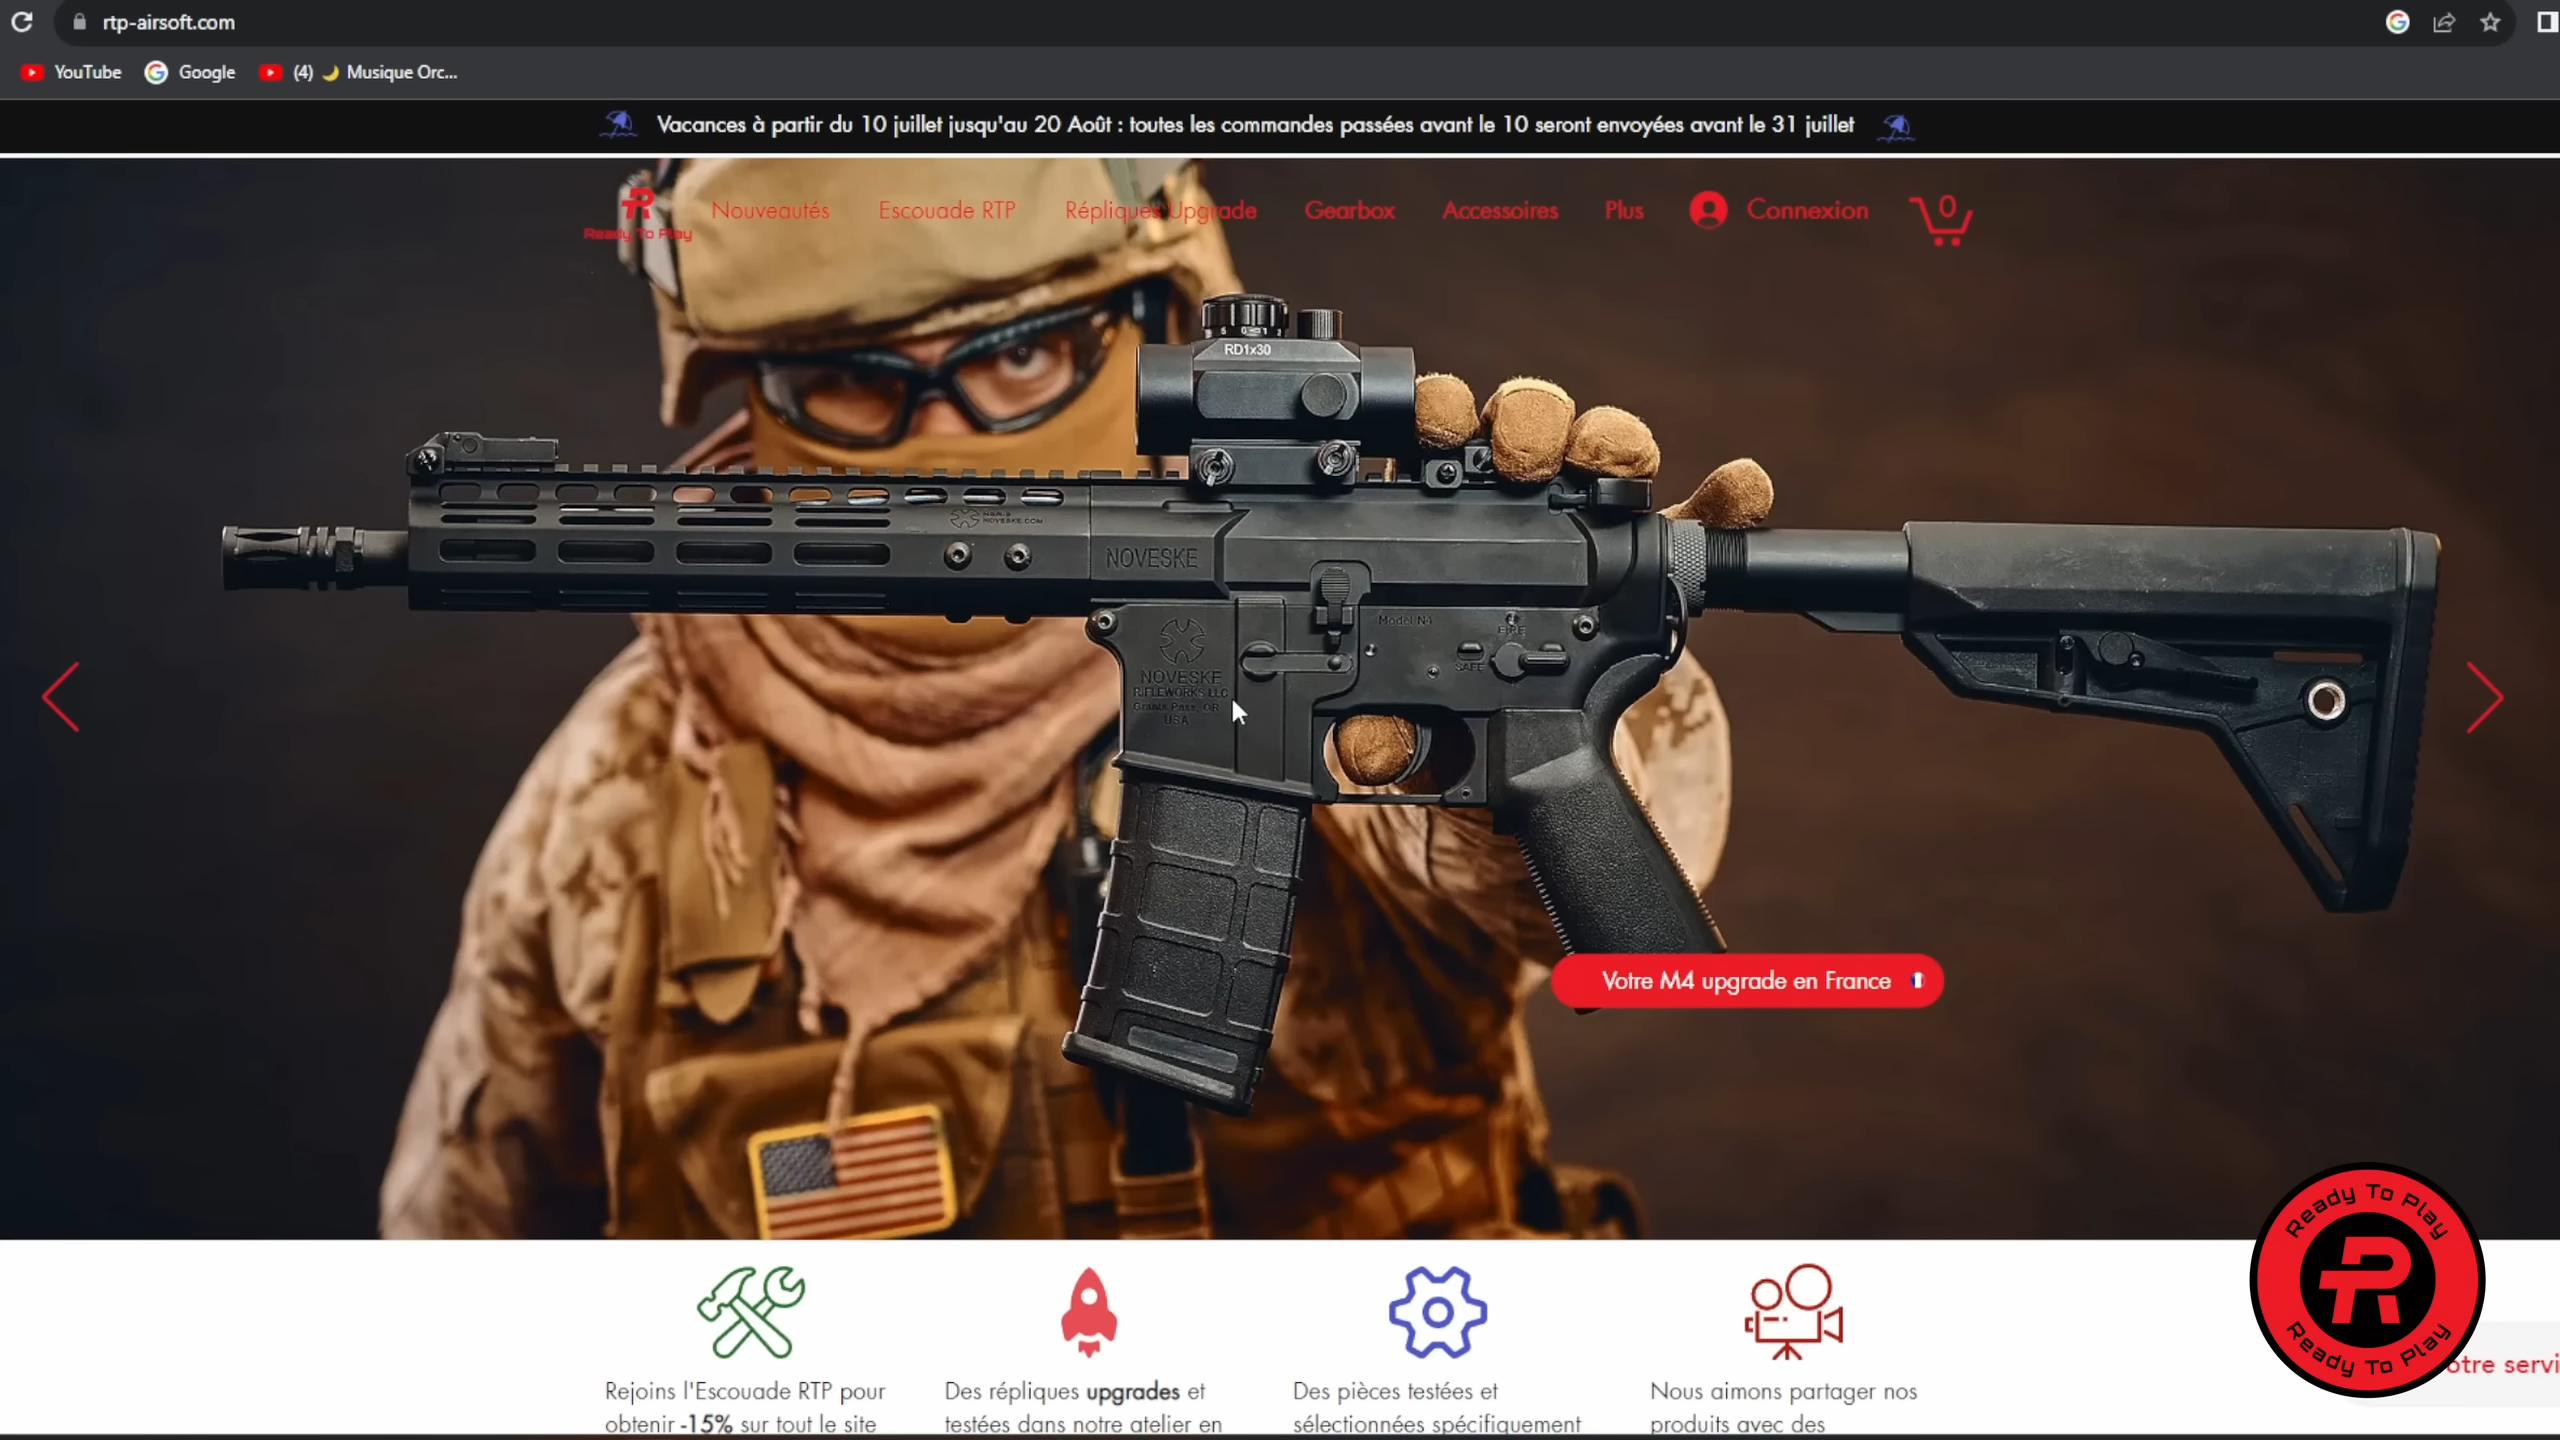 rtp-airsoft.com
YouTube
Google
(4) 🌙 Musique Orc...
Vacances à partir du 10 juillet jusqu'au 20 Août : toutes les commandes passées avant le 10 seront envoyées avant le 31 juillet
Ready To Play
Nouveautés
Escouade RTP
Répliques Upgrade
Gearbox
Accessoires
Plus
Connexion
0
RD1x30
NOVESKE.COM
NOVESKE
Model N4
FIRE
SAFE
NOVESKE
RIFLEWORKS LLC
Grants Pass, OR
USA
Votre M4 upgrade en France
Rejoins l'Escouade RTP pour
obtenir -15% sur tout le site
Des répliques upgrades et
testées dans notre atelier en
Des pièces testées et
sélectionnées spécifiquement
Nous aimons partager nos
produits avec des
Ready To Play
Ready To Play
otre servi